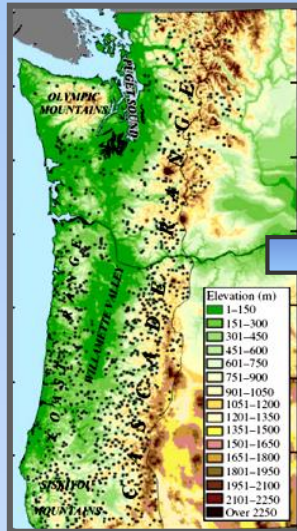 OLYMPIC
MOUNTAINS
PUGET SOUND
CASCADE RANGE
COAST RANGE
WILLAMETTE VALLEY
SISKIYOU
MOUNTAINS
Elevation (m)
1–150
151–300
301–450
451–600
601–750
751–900
901–1050
1051–1200
1201–1350
1351–1500
1501–1650
1651–1800
1801–1950
1951–2100
2101–2250
Over 2250